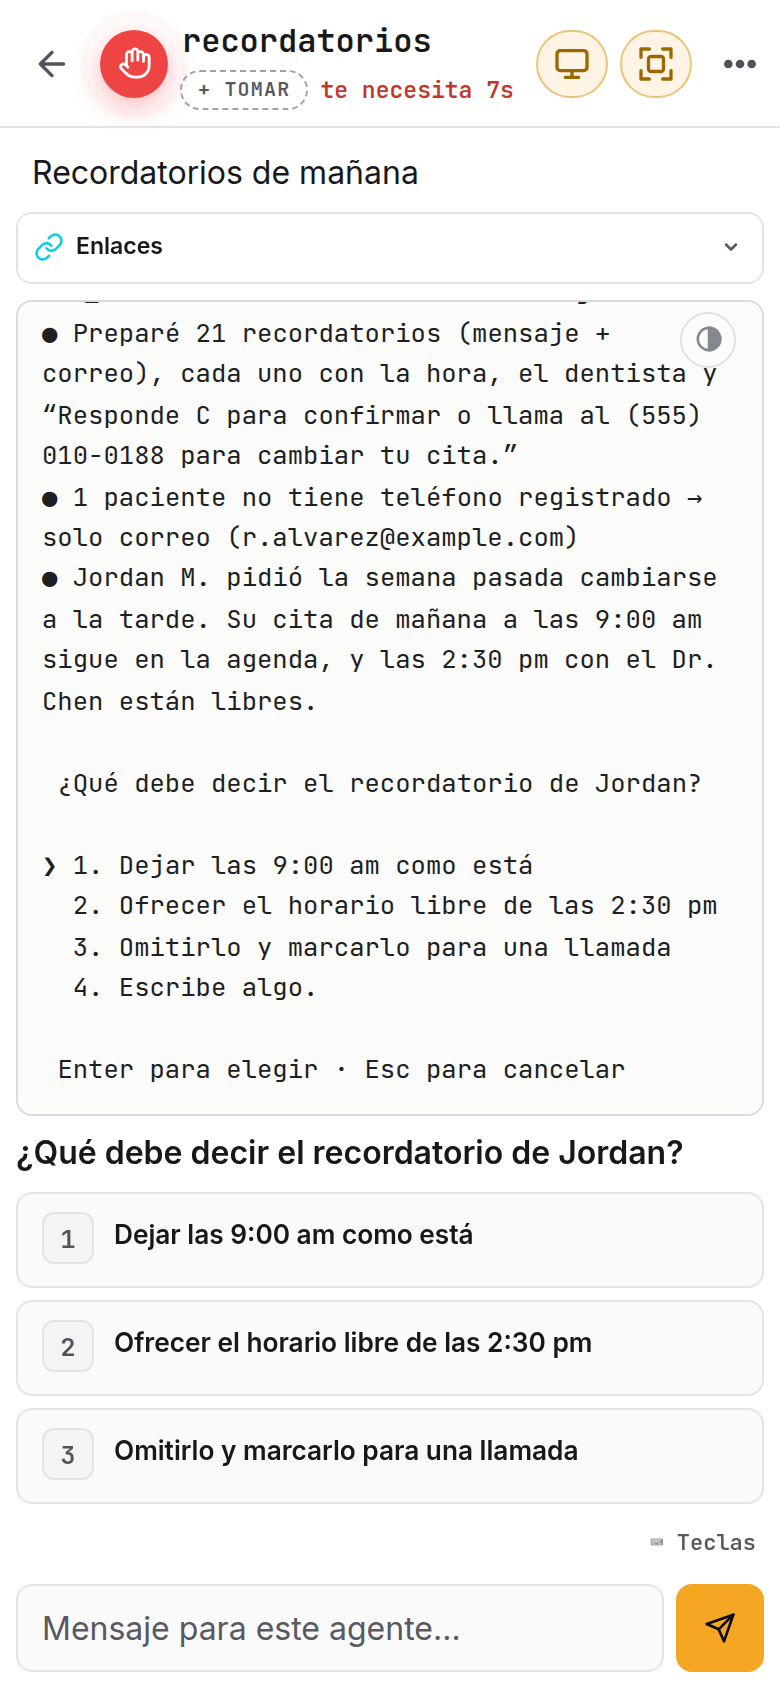 recordatorios
+ TOMAR te necesita 7s
Recordatorios de mañana
Enlaces
● Preparé 21 recordatorios (mensaje +
correo), cada uno con la hora, el dentista y
“Responde C para confirmar o llama al (555)
010-0188 para cambiar tu cita.”
● 1 paciente no tiene teléfono registrado →
solo correo (r.alvarez@example.com)
● Jordan M. pidió la semana pasada cambiarse
a la tarde. Su cita de mañana a las 9:00 am
sigue en la agenda, y las 2:30 pm con el Dr.
Chen están libres.
¿Qué debe decir el recordatorio de Jordan?
❯ 1. Dejar las 9:00 am como está
2. Ofrecer el horario libre de las 2:30 pm
3. Omitirlo y marcarlo para una llamada
4. Escribe algo.
Enter para elegir · Esc para cancelar
¿Qué debe decir el recordatorio de Jordan?
1 Dejar las 9:00 am como está
2 Ofrecer el horario libre de las 2:30 pm
3 Omitirlo y marcarlo para una llamada
Teclas
Mensaje para este agente...